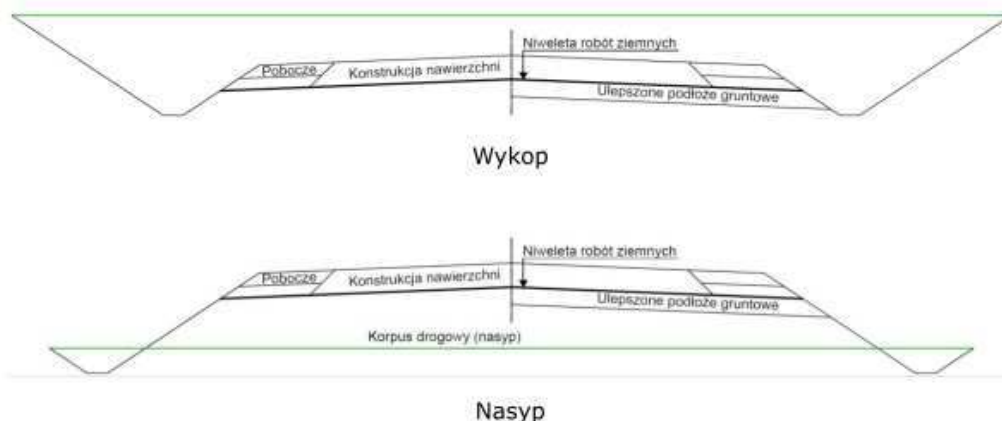 Niweleta robót ziemnych
Pobocze
Konstrukcja nawierzchni
Ulepszone podłoże gruntowe
Wykop
Niweleta robót ziemnych
Pobocze
Konstrukcja nawierzchni
Ulepszone podłoże gruntowe
Korpus drogowy (nasyp)
Nasyp